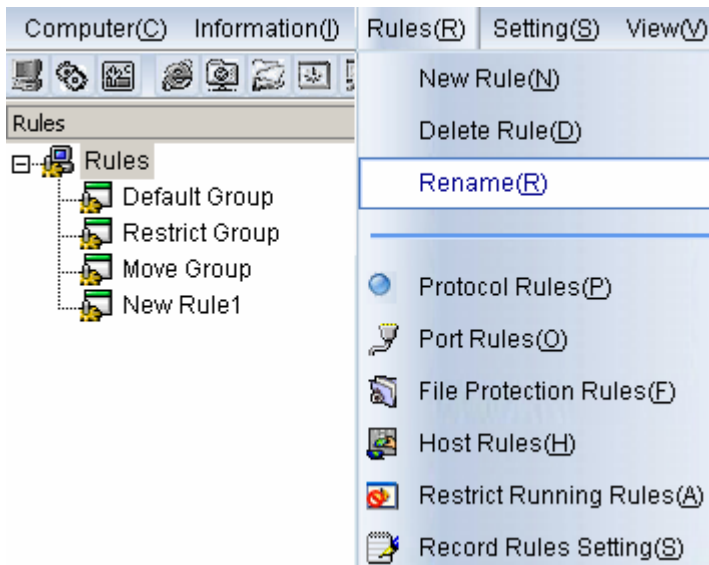 Computer(C) Information(I) Rules(R) Setting(S) View(V)
Rules
Rules
Default Group
Restrict Group
Move Group
New Rule1
New Rule(N)
Delete Rule(D)
Rename(R)
Protocol Rules(P)
Port Rules(O)
File Protection Rules(F)
Host Rules(H)
Restrict Running Rules(A)
Record Rules Setting(S)